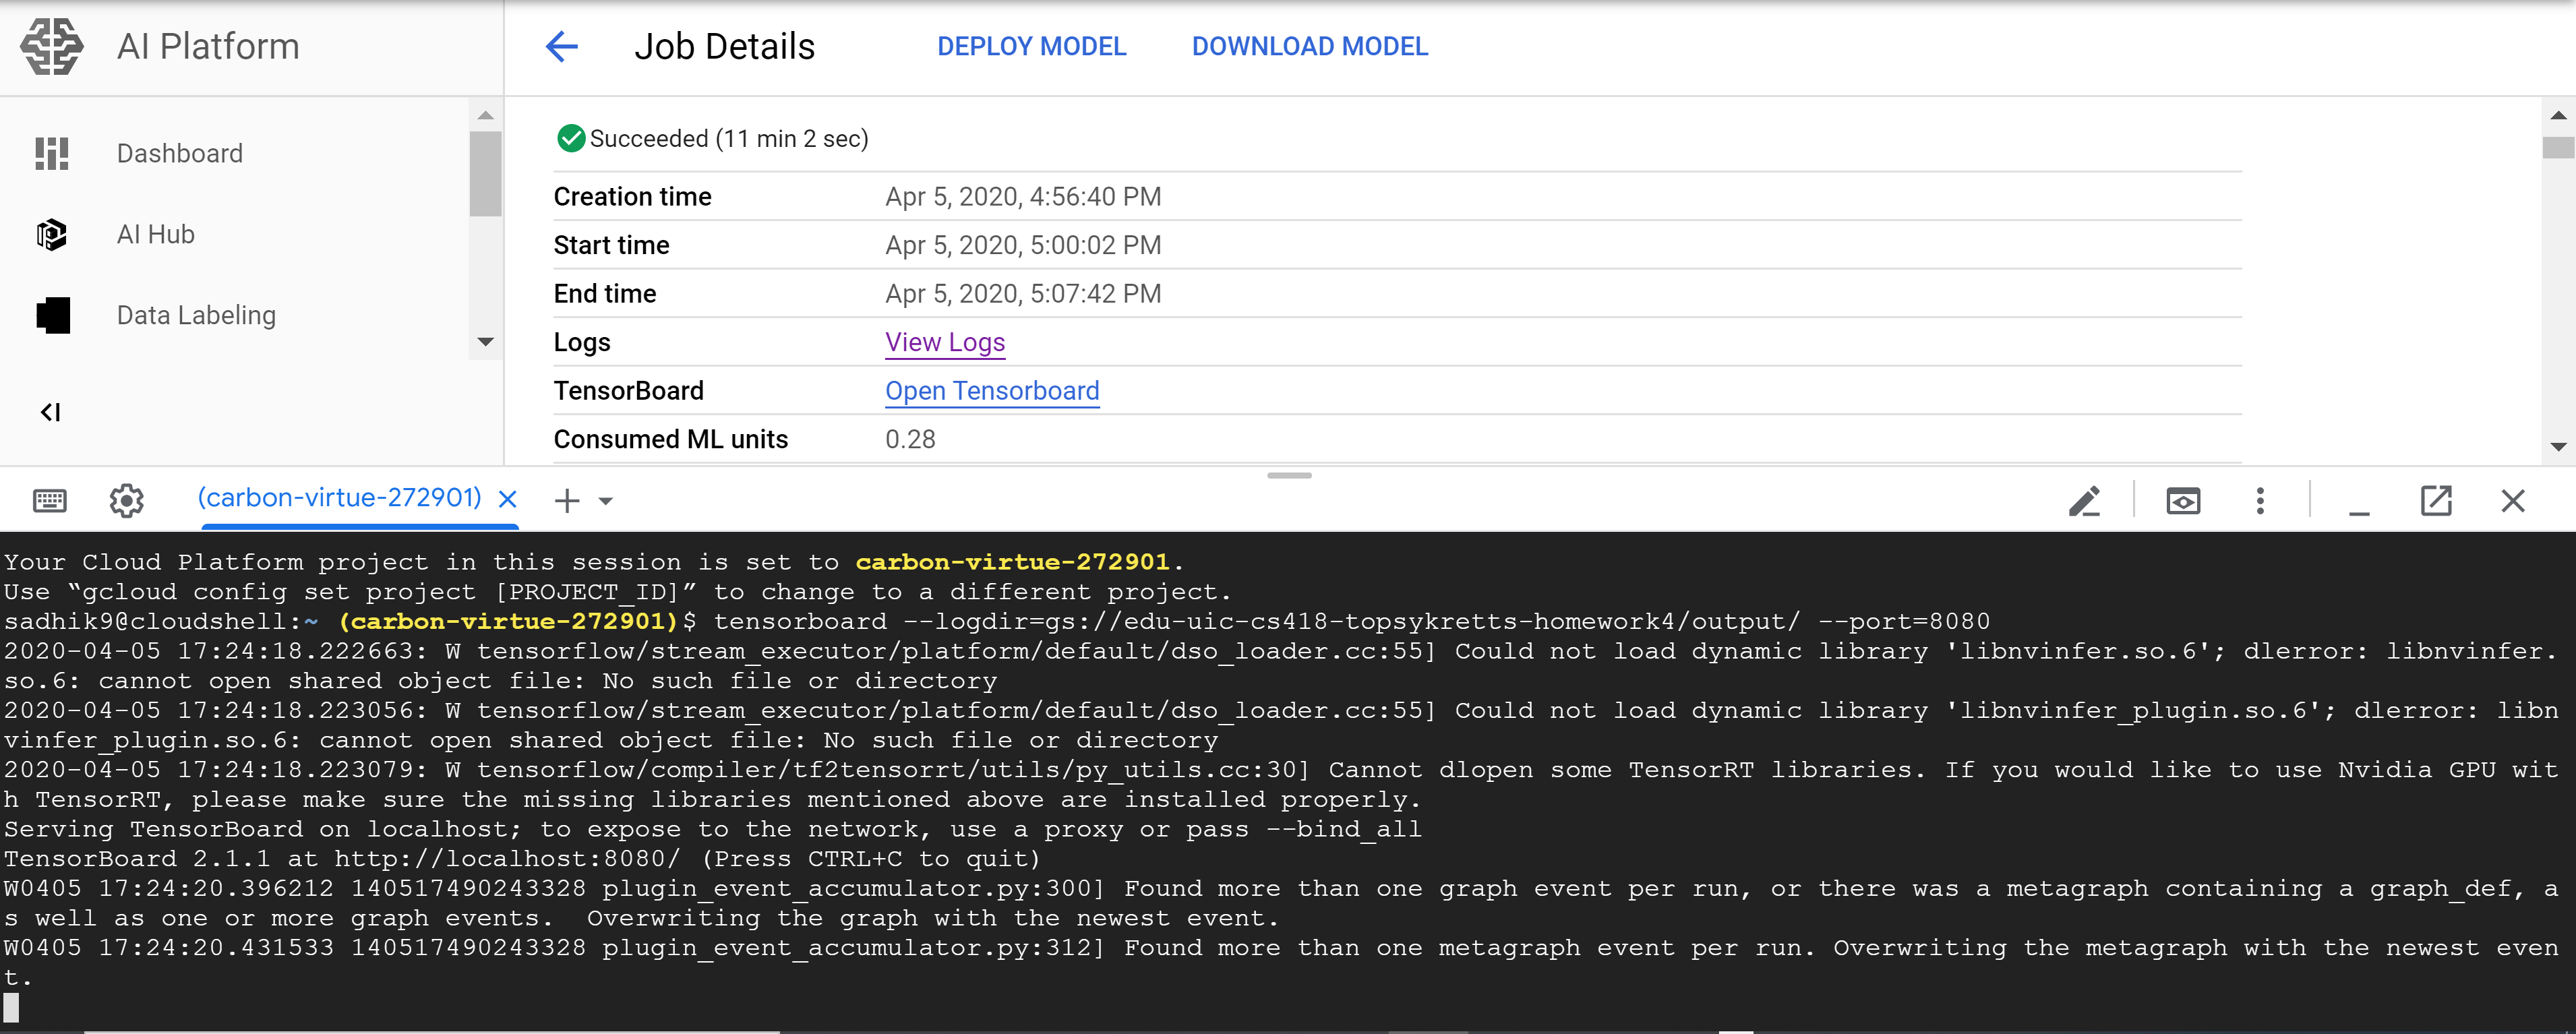 AI Platform
Job Details
DEPLOY MODEL
DOWNLOAD MODEL
Dashboard
AI Hub
Data Labeling
Succeeded (11 min 2 sec)
Creation time Apr 5, 2020, 4:56:40 PM
Start time Apr 5, 2020, 5:00:02 PM
End time Apr 5, 2020, 5:07:42 PM
Logs View Logs
TensorBoard Open Tensorboard
Consumed ML units 0.28
(carbon-virtue-272901)
Your Cloud Platform project in this session is set to carbon-virtue-272901.
Use “gcloud config set project [PROJECT_ID]” to change to a different project.
sadhik9@cloudshell:~ (carbon-virtue-272901)$ tensorboard --logdir=gs://edu-uic-cs418-topsykretts-homework4/output/ --port=8080
2020-04-05 17:24:18.222663: W tensorflow/stream_executor/platform/default/dso_loader.cc:55] Could not load dynamic library 'libnvinfer.so.6'; dlerror: libnvinfer.
so.6: cannot open shared object file: No such file or directory
2020-04-05 17:24:18.223056: W tensorflow/stream_executor/platform/default/dso_loader.cc:55] Could not load dynamic library 'libnvinfer_plugin.so.6'; dlerror: libn
vinfer_plugin.so.6: cannot open shared object file: No such file or directory
2020-04-05 17:24:18.223079: W tensorflow/compiler/tf2tensorrt/utils/py_utils.cc:30] Cannot dlopen some TensorRT libraries. If you would like to use Nvidia GPU wit
h TensorRT, please make sure the missing libraries mentioned above are installed properly.
Serving TensorBoard on localhost; to expose to the network, use a proxy or pass --bind_all
TensorBoard 2.1.1 at http://localhost:8080/ (Press CTRL+C to quit)
W0405 17:24:20.396212 140517490243328 plugin_event_accumulator.py:300] Found more than one graph event per run, or there was a metagraph containing a graph_def, a
s well as one or more graph events.  Overwriting the graph with the newest event.
W0405 17:24:20.431533 140517490243328 plugin_event_accumulator.py:312] Found more than one metagraph event per run. Overwriting the metagraph with the newest even
t.